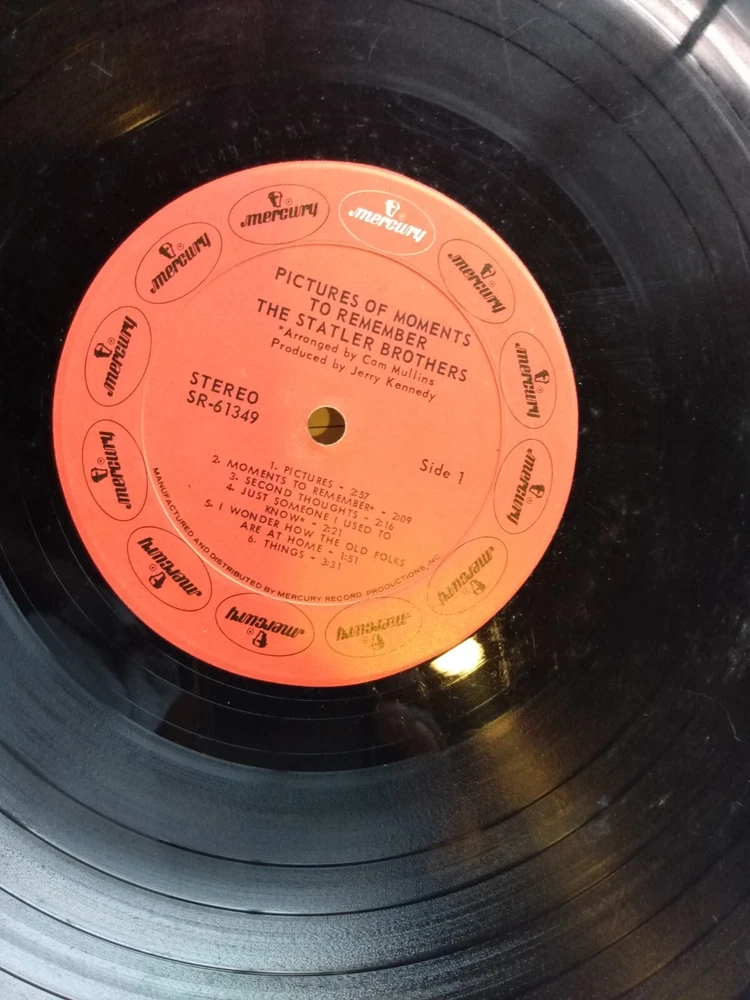 mercury
mercury
mercury
mercury
mercury
mercury
mercury
mercury
mercury
mercury
mercury
mercury
PICTURES OF MOMENTS
TO REMEMBER
THE STATLER BROTHERS
*Arranged by Cam Mullins
Produced by Jerry Kennedy
STEREO
SR-61349
Side 1
1. PICTURES - 2:57
2. MOMENTS TO REMEMBER* - 2:09
3. SECOND THOUGHTS - 2:16
4. JUST SOMEONE I USED TO
KNOW* - 2:21
5. I WONDER HOW THE OLD FOLKS
ARE AT HOME - 1:51
6. THINGS - 3:31
MANUFACTURED AND DISTRIBUTED BY MERCURY RECORD PRODUCTIONS, INC.